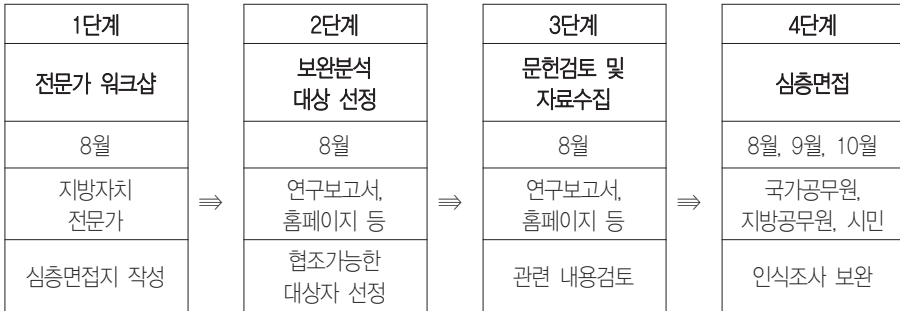 1단계
전문가 워크샵
8월
지방자치
전문가
심층면접지 작성
⇒
2단계
보완분석
대상 선정
8월
연구보고서,
홈페이지 등
협조가능한
대상자 선정
⇒
3단계
문헌검토 및
자료수집
8월
연구보고서,
홈페이지 등
관련 내용검토
⇒
4단계
심층면접
8월, 9월, 10월
국가공무원,
지방공무원, 시민
인식조사 보완